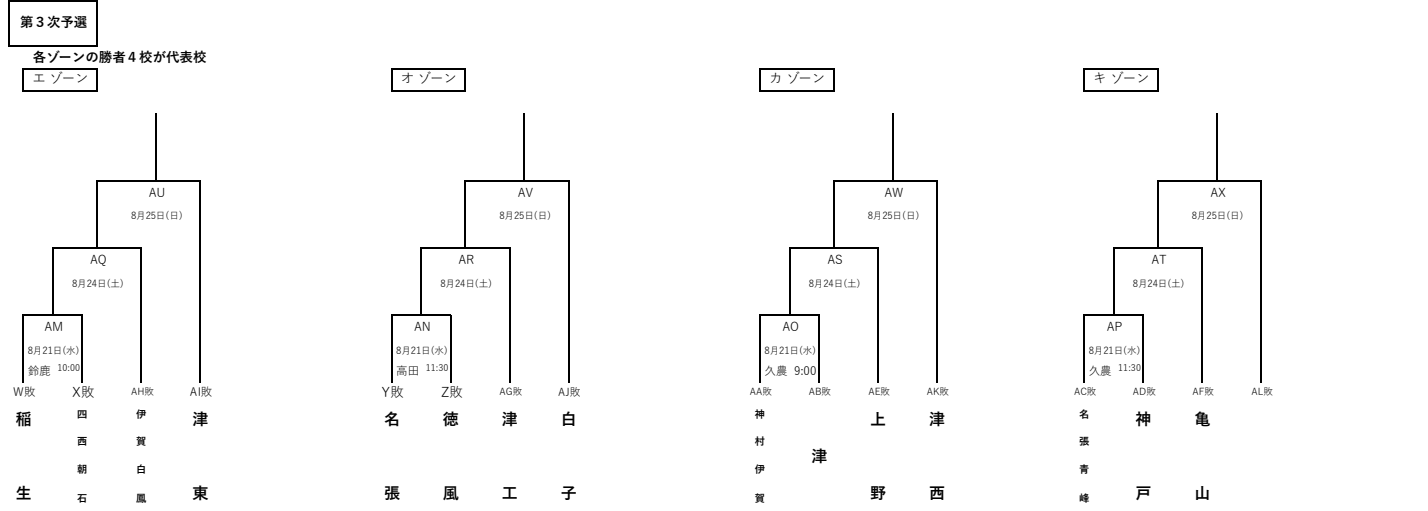 第３次予選
各ゾーンの勝者４校が代表校
エ ゾーン
オ ゾーン
カ ゾーン
キ ゾーン
AU
8月25日(日)
AV
8月25日(日)
AW
8月25日(日)
AX
8月25日(日)
AQ
8月24日(土)
AR
8月24日(土)
AS
8月24日(土)
AT
8月24日(土)
AM
8月21日(水)
鈴鹿 10:00
AN
8月21日(水)
高田 11:30
AO
8月21日(水)
久農 9:00
AP
8月21日(水)
久農 11:30
W敗
X敗
AH敗
AI敗
Y敗
Z敗
AG敗
AJ敗
AA敗
AB敗
AE敗
AK敗
AC敗
AD敗
AF敗
AL敗
稲生
四西朝石
伊賀白鳳
津東
名張
徳風
津工
白子
神村伊賀
津
上野
津西
名張青峰
神戸
亀山